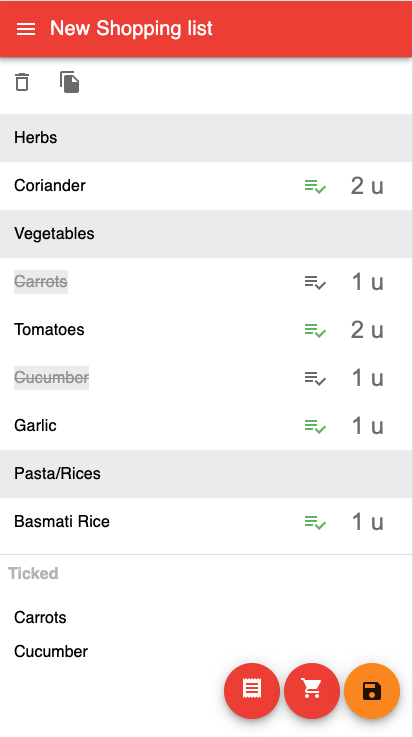 New Shopping list
Herbs
Coriander 2 u
Vegetables
Carrots 1 u
Tomatoes 2 u
Cucumber 1 u
Garlic 1 u
Pasta/Rices
Basmati Rice 1 u
Ticked
Carrots
Cucumber